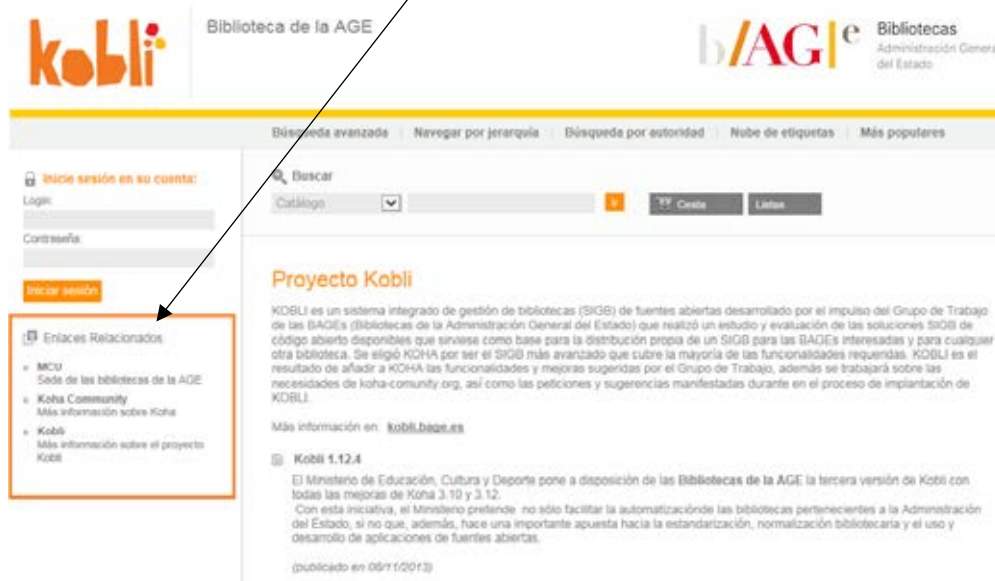 kobli
Biblioteca de la AGE
b/AG|e
Bibliotecas
Administración General
del Estado
Búsqueda avanzada | Navegar por jerarquía | Búsqueda por autoridad | Nube de etiquetas | Más populares
Inicie sesión en su cuenta:
Login:
Contraseña:
Iniciar sesión
Buscar
Catálogo
Cesta
Listas
Enlaces Relacionados
MCU
Sede de las bibliotecas de la AGE
Koha Community
Más información sobre Koha
Kobli
Más información sobre el proyecto
Kobli
Proyecto Kobli
KOBLI es un sistema integrado de gestión de bibliotecas (SIGB) de fuentes abiertas desarrollado por el impulso del Grupo de Trabajo
de las BAGEs (Bibliotecas de la Administración General del Estado) que realizó un estudio y evaluación de las soluciones SIGB de
código abierto disponibles que sirviese como base para la distribución propia de un SIGB para las BAGEs interesadas y para cualquier
otra biblioteca. Se eligió KOHA por ser el SIGB más avanzado que cubre la mayoría de las funcionalidades requeridas. KOBLI es el
resultado de añadir a KOHA las funcionalidades y mejoras sugeridas por el Grupo de Trabajo, además se trabajará sobre las
necesidades de koha-comunity.org, así como las peticiones y sugerencias manifestadas durante en el proceso de implantación de
KOBLI.
Más información en: kobli.bage.es
Kobli 1.12.4
El Ministerio de Educación, Cultura y Deporte pone a disposición de las Bibliotecas de la AGE la tercera versión de Kobli con
todas las mejoras de Koha 3.10 y 3.12.
Con esta iniciativa, el Ministerio pretende no sólo facilitar la automatizaciónde las bibliotecas pertenecientes a la Administración
del Estado, si no que, además, hace una importante apuesta hacia la estandarización, normalización bibliotecaria y el uso y
desarrollo de aplicaciones de fuentes abiertas.
(publicado en 08/11/2013)